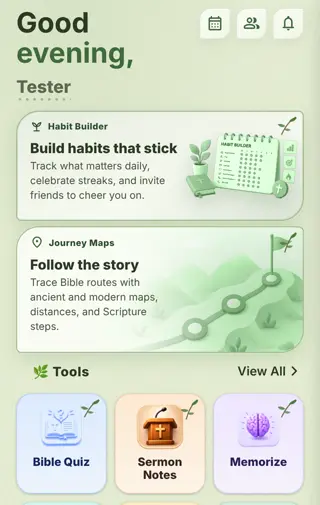 Good
evening,
Tester
Habit Builder
Build habits that stick
Track what matters daily,
celebrate streaks, and invite
friends to cheer you on.
HABIT BUILDER
Journey Maps
Follow the story
Trace Bible routes with
ancient and modern maps,
distances, and Scripture
steps.
Tools
View All
Bible Quiz
Sermon
Notes
Memorize